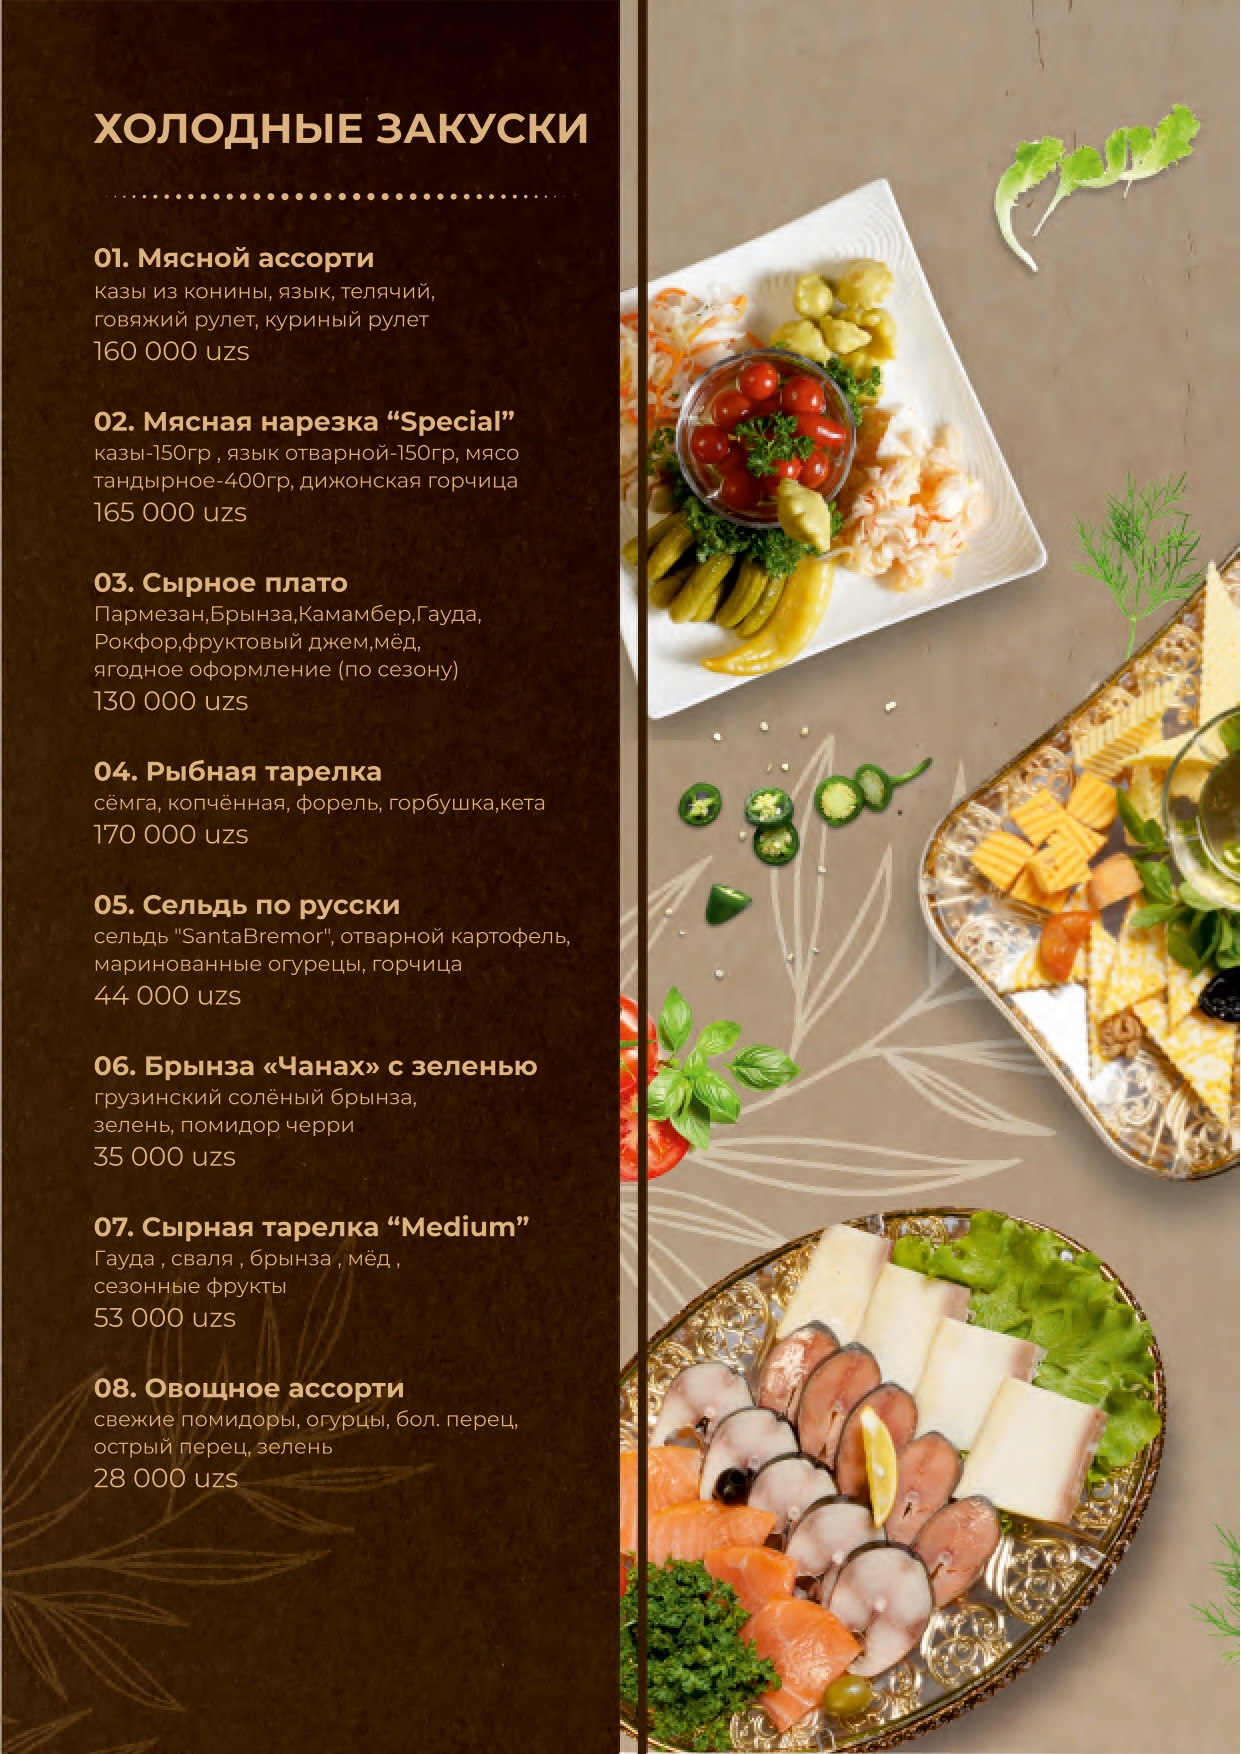 ХОЛОДНЫЕ ЗАКУСКИ
01. Мясной ассорти
казы из конины, язык, телячий,
говяжий рулет, куриный рулет
160 000 uzs
02. Мясная нарезка “Special”
казы-150гр , язык отварной-150гр, мясо
тандырное-400гр, дижонская горчица
165 000 uzs
03. Сырное плато
Пармезан,Брынза,Камамбер,Гауда,
Рокфор,фруктовый джем,мёд,
ягодное оформление (по сезону)
130 000 uzs
04. Рыбная тарелка
сёмга, копчённая, форель, горбушка,кета
170 000 uzs
05. Сельдь по русски
сельдь "SantaBremor", отварной картофель,
маринованные огурецы, горчица
44 000 uzs
06. Брынза «Чанах» с зеленью
грузинский солёный брынза,
зелень, помидор черри
35 000 uzs
07. Сырная тарелка “Medium”
Гауда , сваля , брынза , мёд ,
сезонные фрукты
53 000 uzs
08. Овощное ассорти
свежие помидоры, огурцы, бол. перец,
острый перец, зелень
28 000 uzs